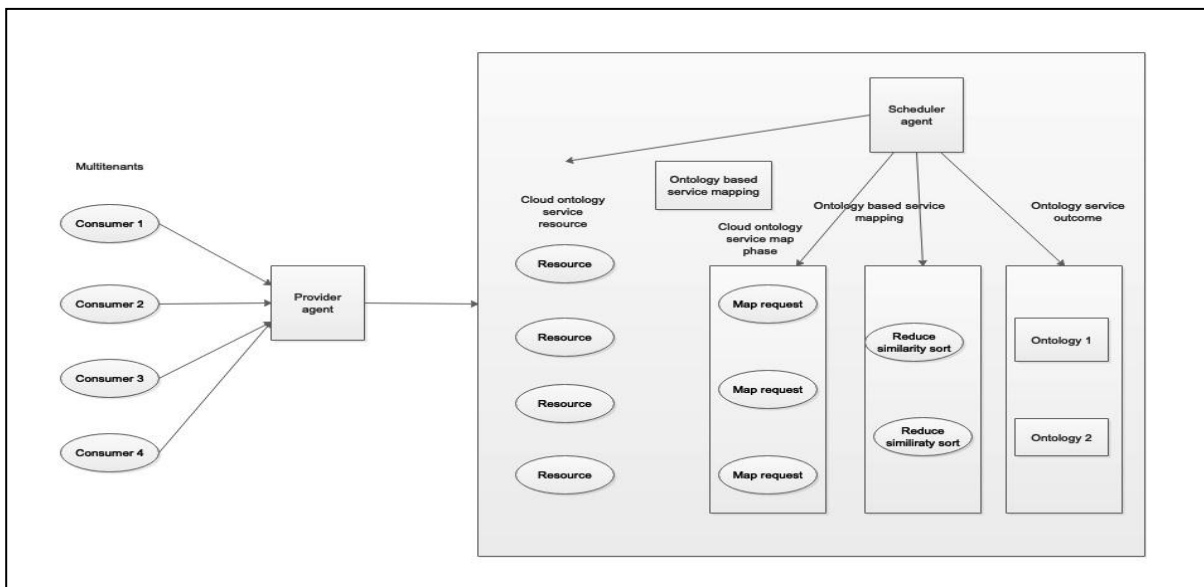 Multitenants
Consumer 1
Consumer 2
Consumer 3
Consumer 4
Provider
agent
Scheduler
agent
Ontology based
service mapping
Cloud ontology
service
resource
Resource
Resource
Resource
Resource
Cloud ontology
service map
phase
Map request
Map request
Map request
Ontology based service
mapping
Reduce
similarity sort
Reduce
similiraty sort
Ontology service
outcome
Ontology 1
Ontology 2